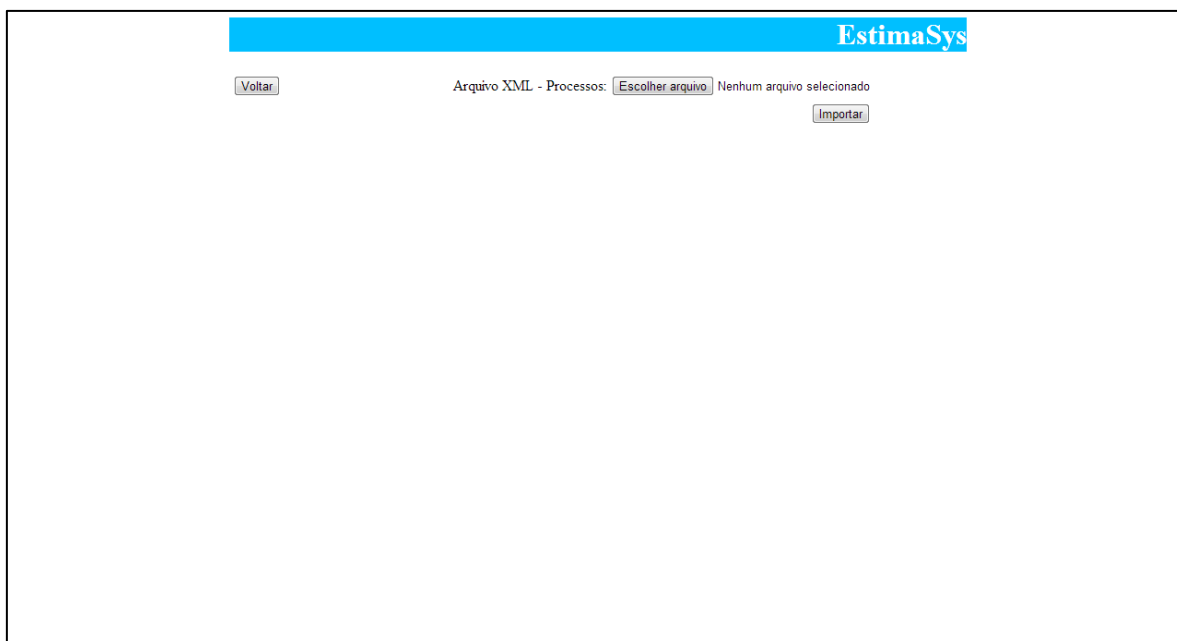 EstimaSys
Voltar Arquivo XML - Processos: Escolher arquivo Nenhum arquivo selecionado
Importar